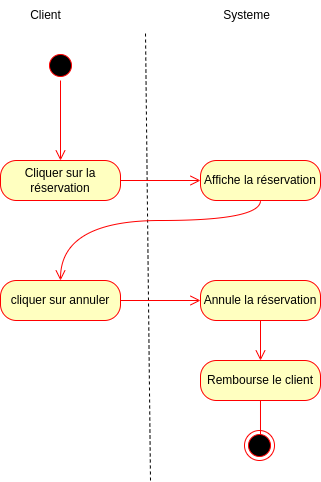 Client
Systeme
Cliquer sur la
réservation
Affiche la réservation
cliquer sur annuler
Annule la réservation
Rembourse le client